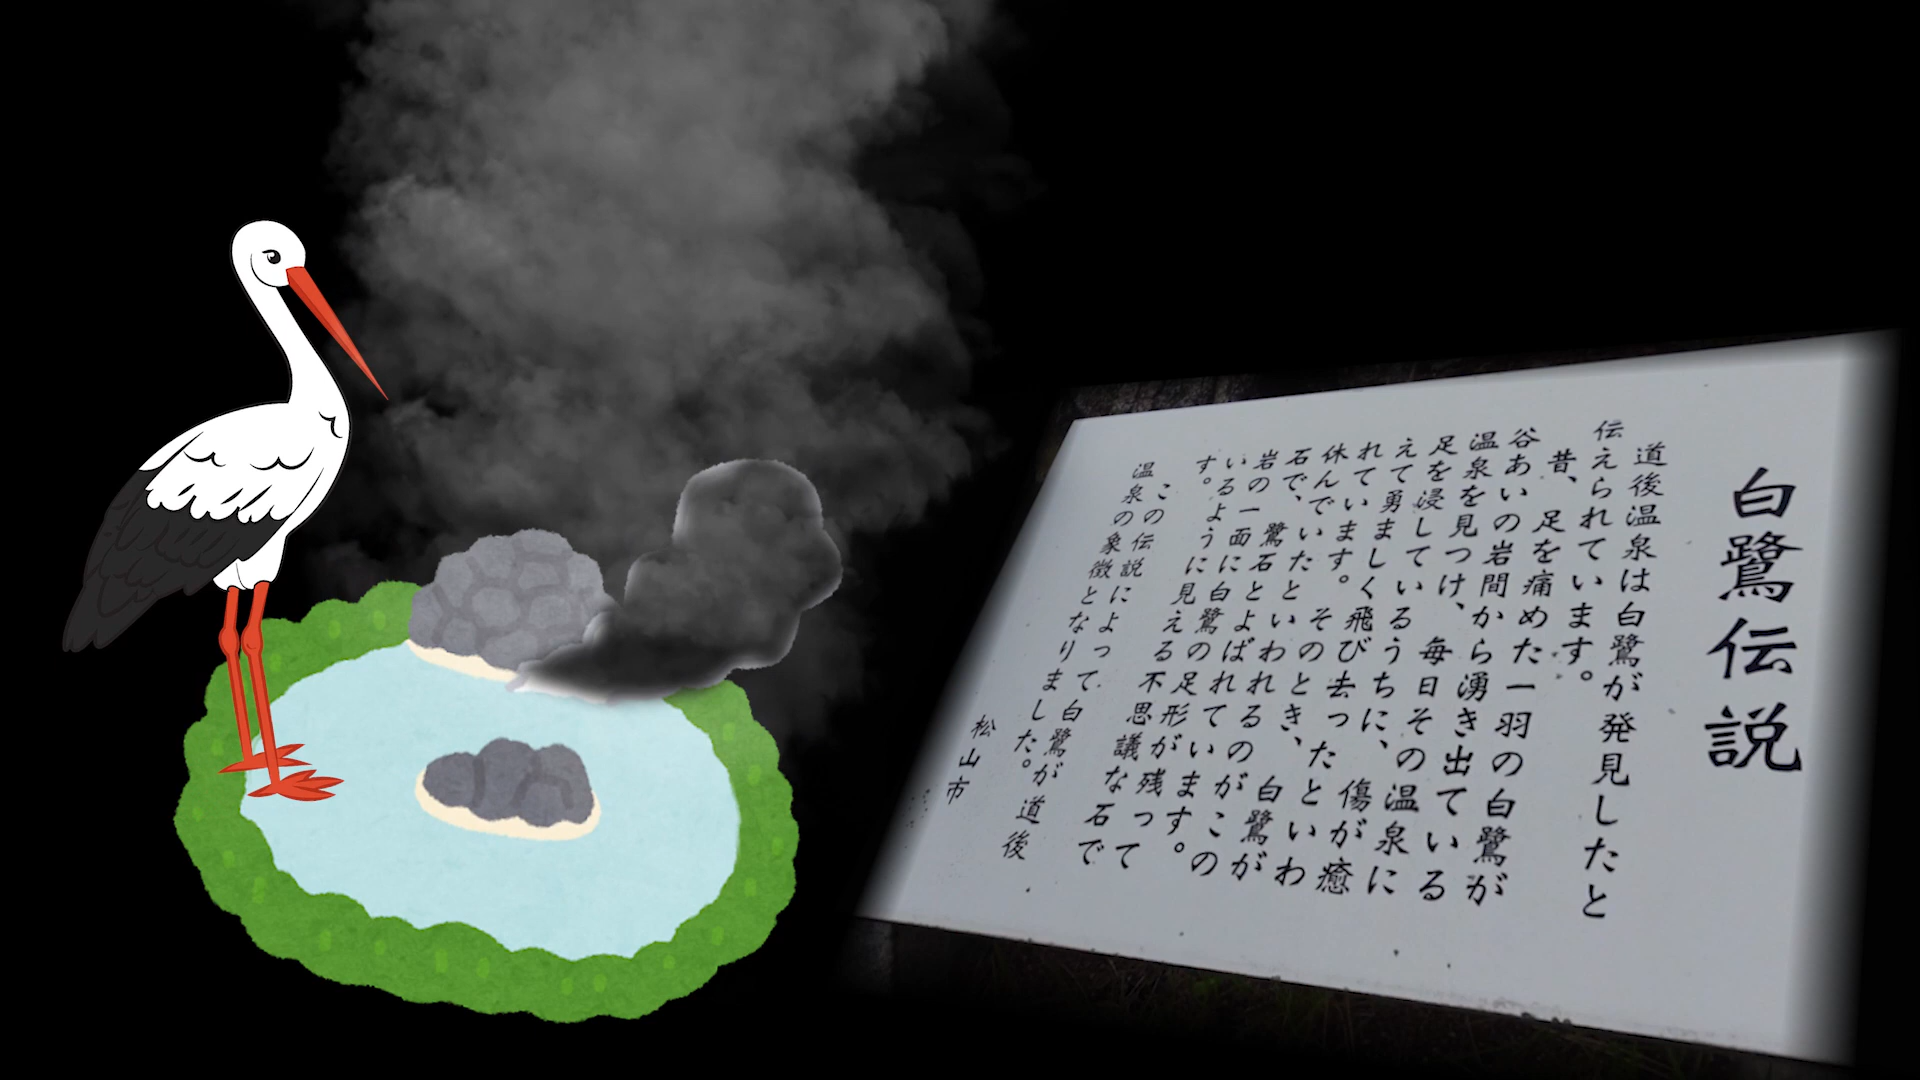 白鷺伝説
道後温泉は白鷺が発見したと
伝えられています。
昔、足を痛めた一羽の白鷺が
谷あいの岩間から湧き出ている
温泉を見つけ、毎日その温泉に
足を浸しているうちに、傷が癒
えて勇ましく飛び去ったといわ
れています。そのとき、白鷺が
休んでいたといわれるのがこの
石で、鷺石とよばれています。
岩の一面に白鷺の足形が残って
いるように見える不思議な石で
す。
この伝説によって白鷺が道後
温泉の象徴となりました。
松山市